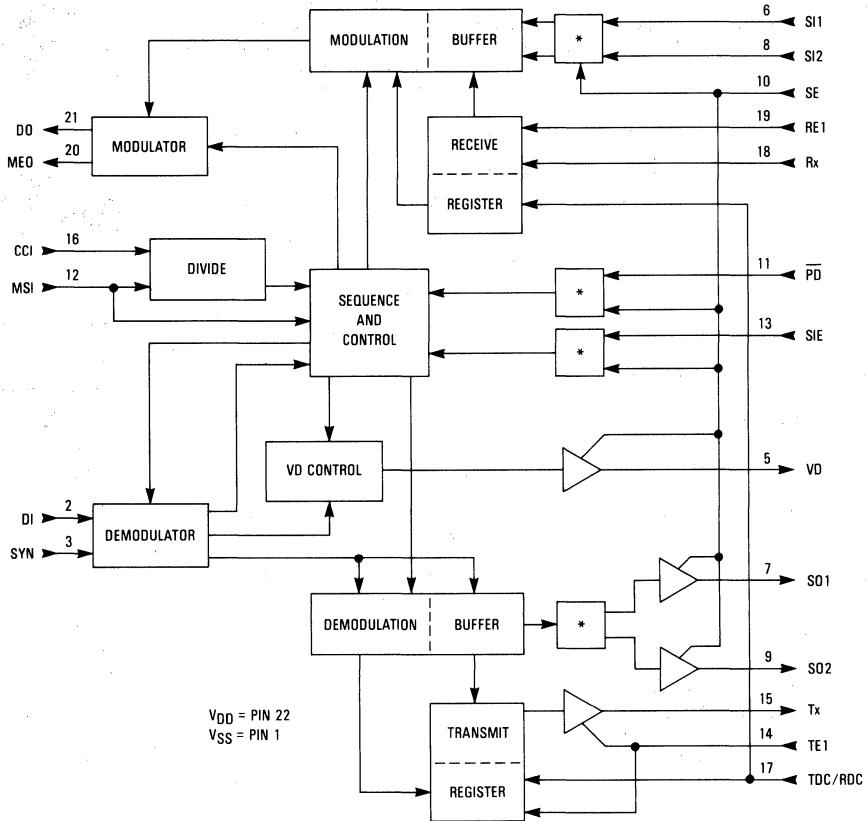 6 SI1
MODULATION BUFFER * 8 SI2
10 SE
DO 21 19 RE1
MEO 20 MODULATOR RECEIVE 18 Rx
REGISTER
CCI 16
MSI 12 DIVIDE 11 PD
SEQUENCE AND CONTROL *
13 SIE
*
VD CONTROL 5 VD
DI 2
SYN 3 DEMODULATOR
7 SO1
DEMODULATION BUFFER *
9 SO2
15 Tx
VDD = PIN 22 TRANSMIT 14 TE1
VSS = PIN 1
REGISTER 17 TDC/RDC